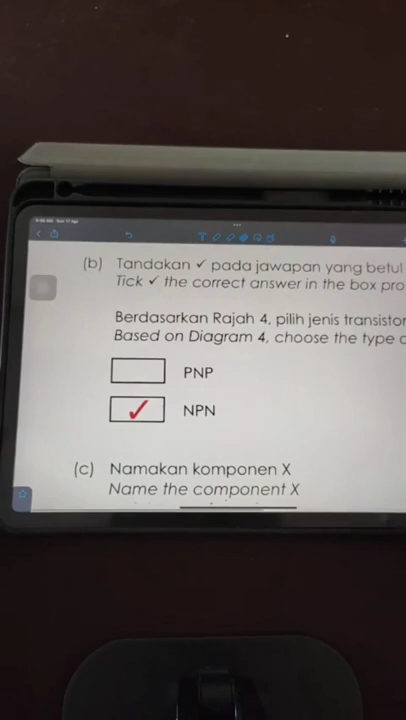 (b) Tandakan ✓ pada jawapan yang betul
Tick ✓ the correct answer in the box pro
Berdasarkan Rajah 4, pilih jenis transistor
Based on Diagram 4, choose the type o
PNP
✓ NPN
(c) Namakan komponen X
Name the component X